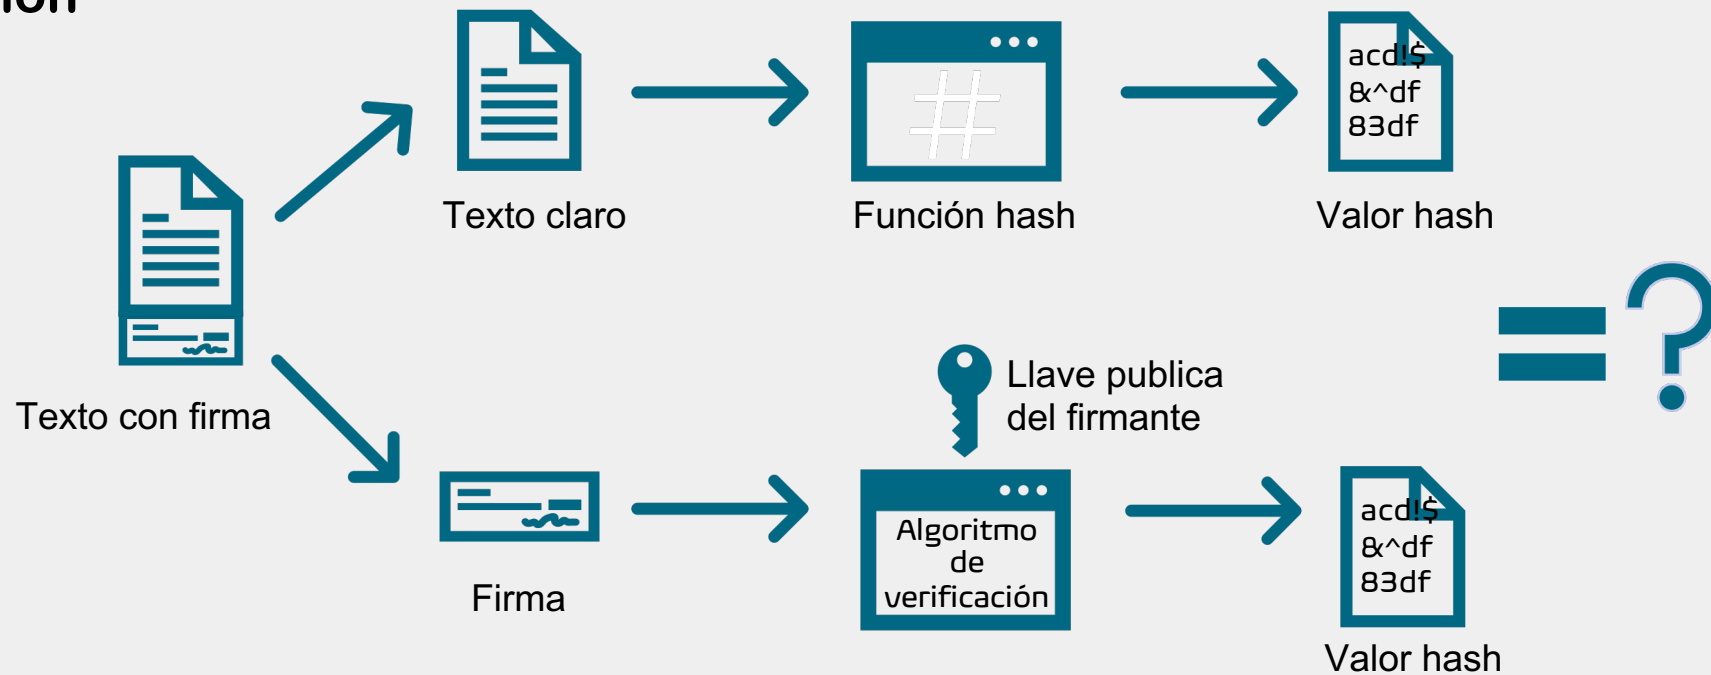 acd!$
&^df
83df
Texto claro
Función hash
Valor hash
Llave publica
del firmante
Texto con firma
Algoritmo
de
verificación
acd!$
&^df
83df
Firma
Valor hash